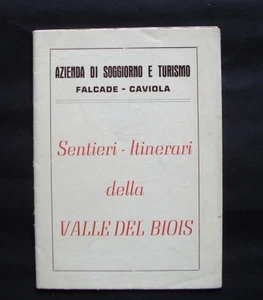 AZIENDA DI SOGGIORNO E TURISMO
FALCADE - CAVIOLA
Sentieri - Itinerari
della
VALLE DEL BIOIS